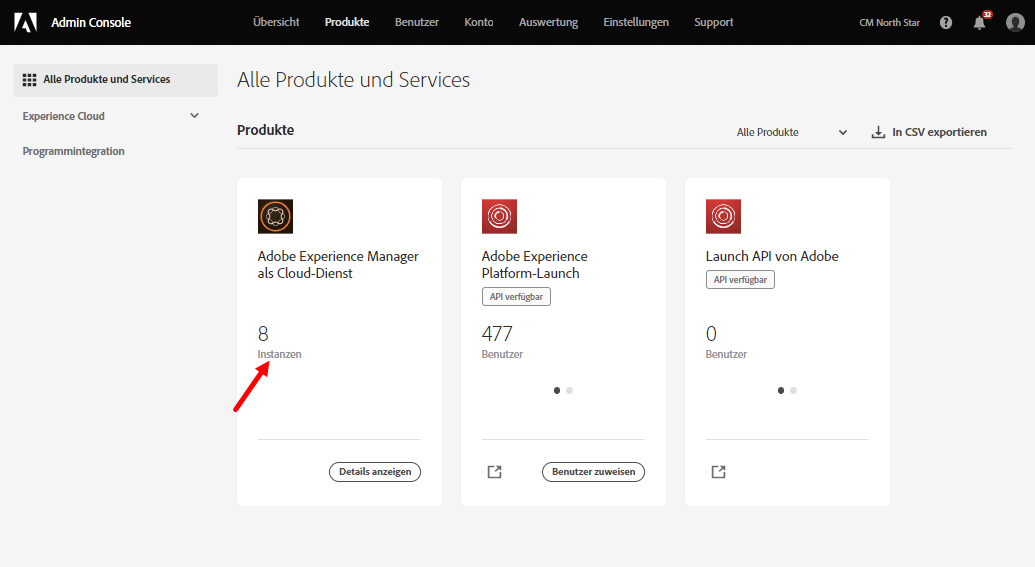 Admin Console
Übersicht
Produkte
Benutzer
Konto
Auswertung
Einstellungen
Support
CM North Star
32
Alle Produkte und Services
Experience Cloud
Programmintegration
Alle Produkte und Services
Produkte
Alle Produkte
In CSV exportieren
Adobe Experience Manager
als Cloud-Dienst
8
Instanzen
Details anzeigen
Adobe Experience
Platform-Launch
API verfügbar
477
Benutzer
Benutzer zuweisen
Launch API von Adobe
API verfügbar
0
Benutzer